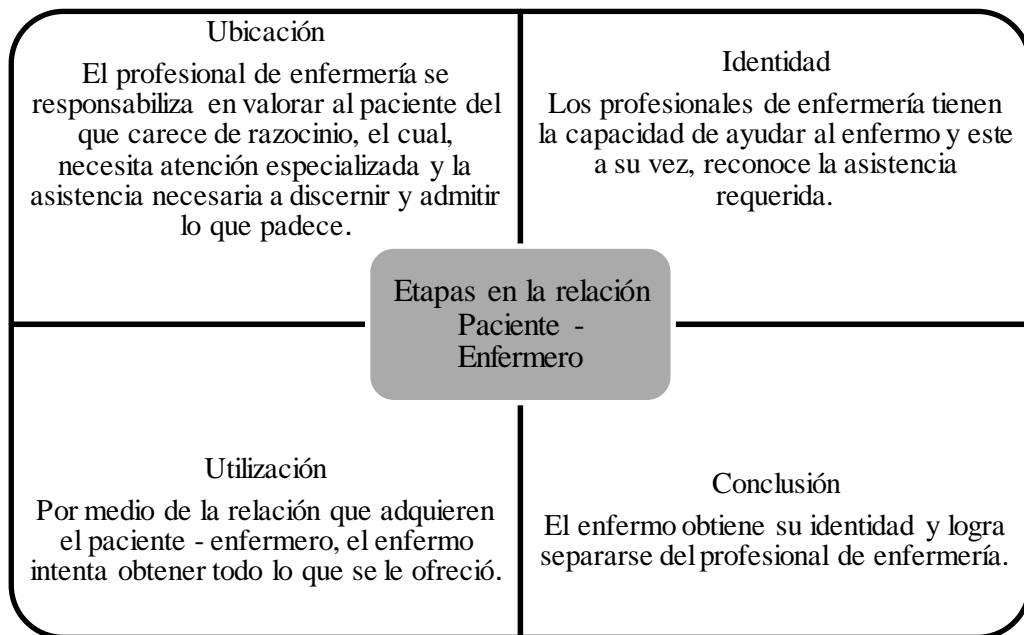 Ubicación
El profesional de enfermería se
responsabiliza en valorar al paciente del
que carece de razocinio, el cual,
necesita atención especializada y la
asistencia necesaria a discernir y admitir
lo que padece.
Identidad
Los profesionales de enfermería tienen
la capacidad de ayudar al enfermo y este
a su vez, reconoce la asistencia
requerida.
Etapas en la relación
Paciente -
Enfermero
Utilización
Por medio de la relación que adquieren
el paciente - enfermero, el enfermo
intenta obtener todo lo que se le ofreció.
Conclusión
El enfermo obtiene su identidad y logra
separarse del profesional de enfermería.